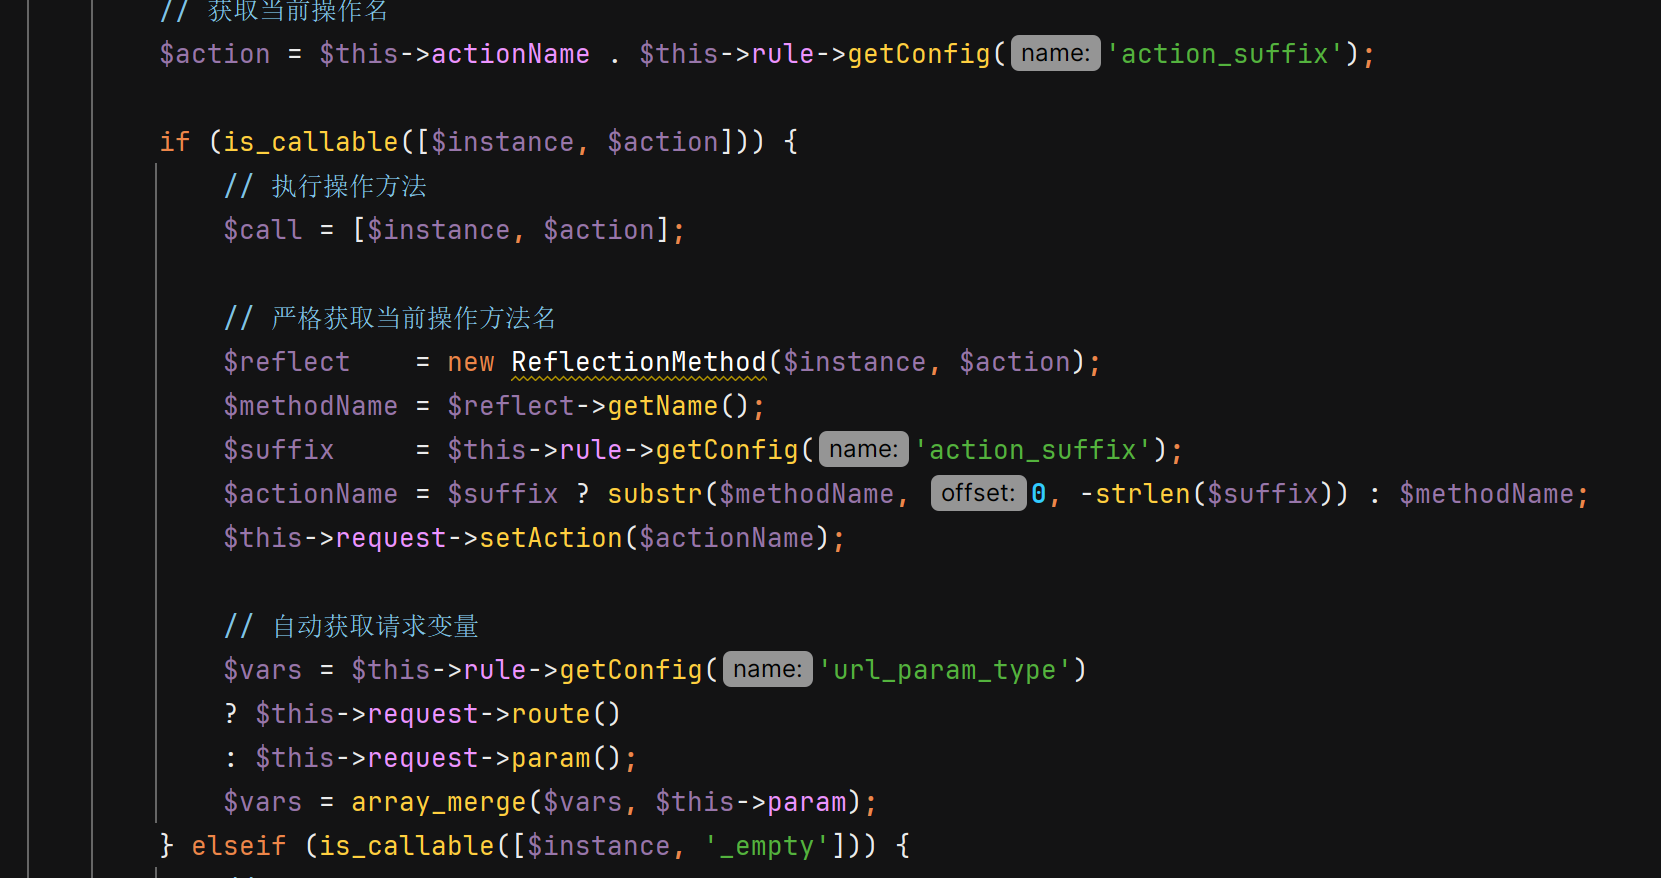 // 获取当前操作名
$action = $this->actionName . $this->rule->getConfig( name: 'action_suffix');
if (is_callable([$instance, $action])) {
// 执行操作方法
$call = [$instance, $action];
// 严格获取当前操作方法名
$reflect    = new ReflectionMethod($instance, $action);
$methodName = $reflect->getName();
$suffix     = $this->rule->getConfig( name: 'action_suffix');
$actionName = $suffix ? substr($methodName, offset: 0, -strlen($suffix)) : $methodName;
$this->request->setAction($actionName);
// 自动获取请求变量
$vars = $this->rule->getConfig( name: 'url_param_type')
? $this->request->route()
: $this->request->param();
$vars = array_merge($vars, $this->param);
} elseif (is_callable([$instance, '_empty'])) {